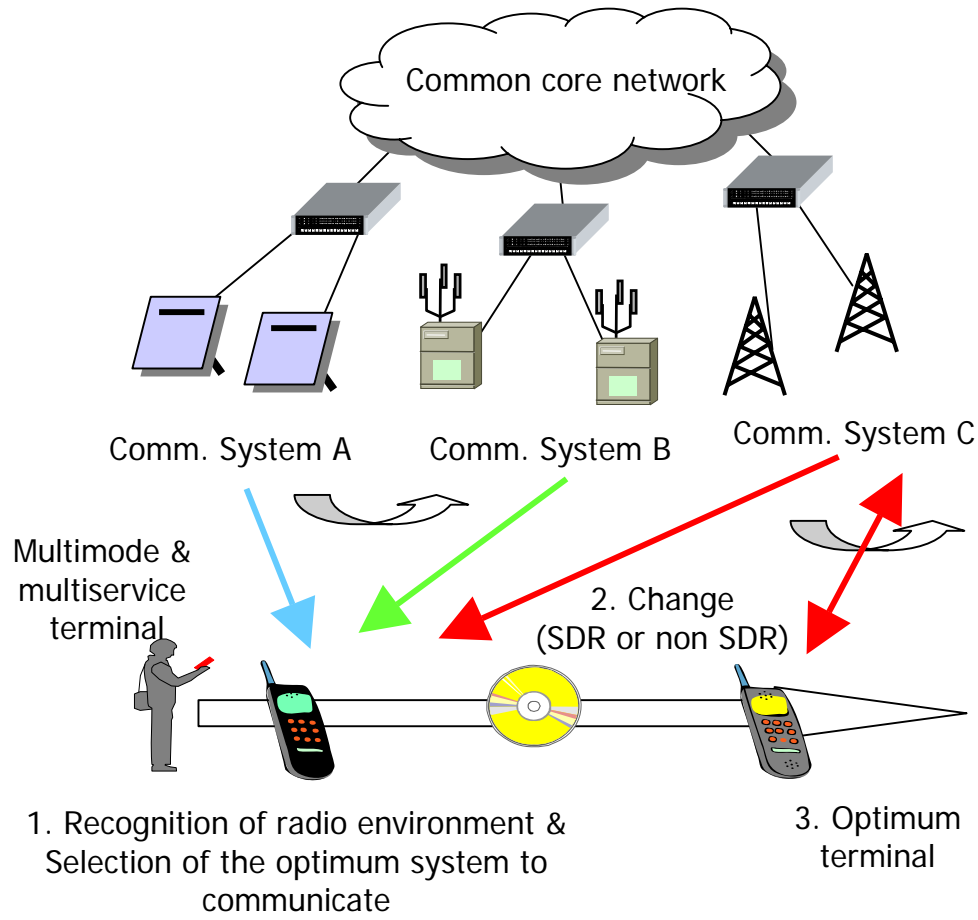 Common core network
Comm. System A
Comm. System B
Comm. System C
Multimode &
multiservice
terminal
2. Change
(SDR or non SDR)
1. Recognition of radio environment &
Selection of the optimum system to
communicate
3. Optimum
terminal